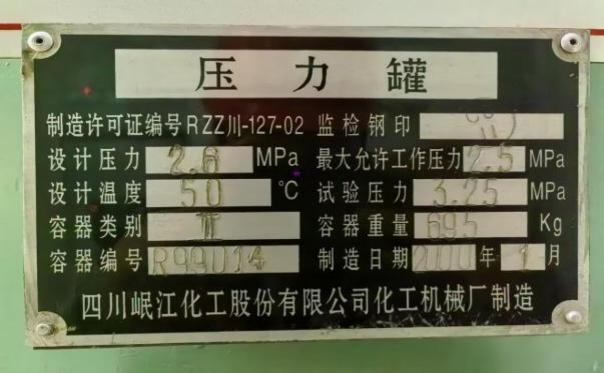 压力罐
制造许可证编号RZZ川-127-02 监检钢印
设计压力 2.6 MPa 最大允许工作压力 2.5 MPa
设计温度 50 ℃ 试验压力 3.25 MPa
容器类别 Ⅱ 容器重量 695 Kg
容器编号 R99014 制造日期 200 年 1 月
四川岷江化工股份有限公司化工机械厂制造